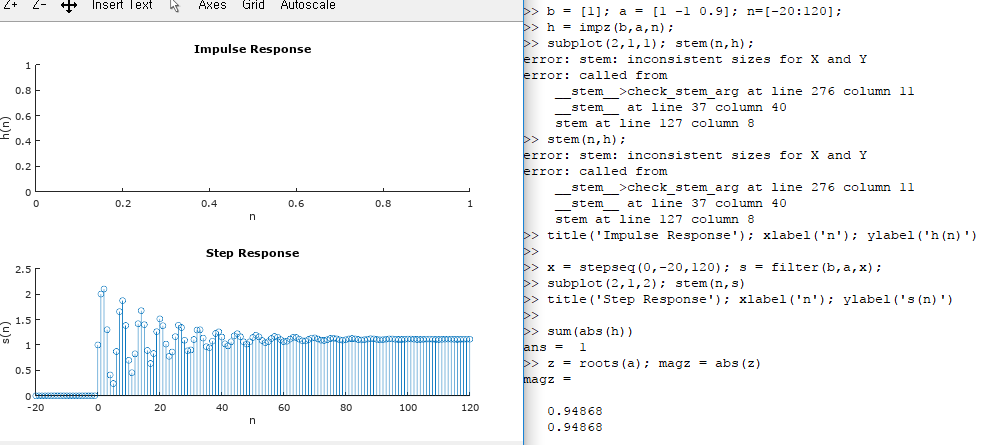 Z+ Z- Insert Text Axes Grid Autoscale
Impulse Response
1
0.8
0.6
0.4
0.2
0
h(n)
0 0.2 0.4 0.6 0.8 1
n
Step Response
2.5
2
1.5
1
0.5
0
s(n)
-20 0 20 40 60 80 100 120
n
>> b = [1]; a = [1 -1 0.9]; n=[-20:120];
>> h = impz(b,a,n);
>> subplot(2,1,1); stem(n,h);
error: stem: inconsistent sizes for X and Y
error: called from
__stem__>check_stem_arg at line 276 column 11
__stem__ at line 37 column 40
stem at line 127 column 8
>> stem(n,h);
error: stem: inconsistent sizes for X and Y
error: called from
__stem__>check_stem_arg at line 276 column 11
__stem__ at line 37 column 40
stem at line 127 column 8
>> title('Impulse Response'); xlabel('n'); ylabel('h(n)')
>>
>> x = stepseq(0,-20,120); s = filter(b,a,x);
>> subplot(2,1,2); stem(n,s)
>> title('Step Response'); xlabel('n'); ylabel('s(n)')
>>
>> sum(abs(h))
ans = 1
>> z = roots(a); magz = abs(z)
magz =
0.94868
0.94868